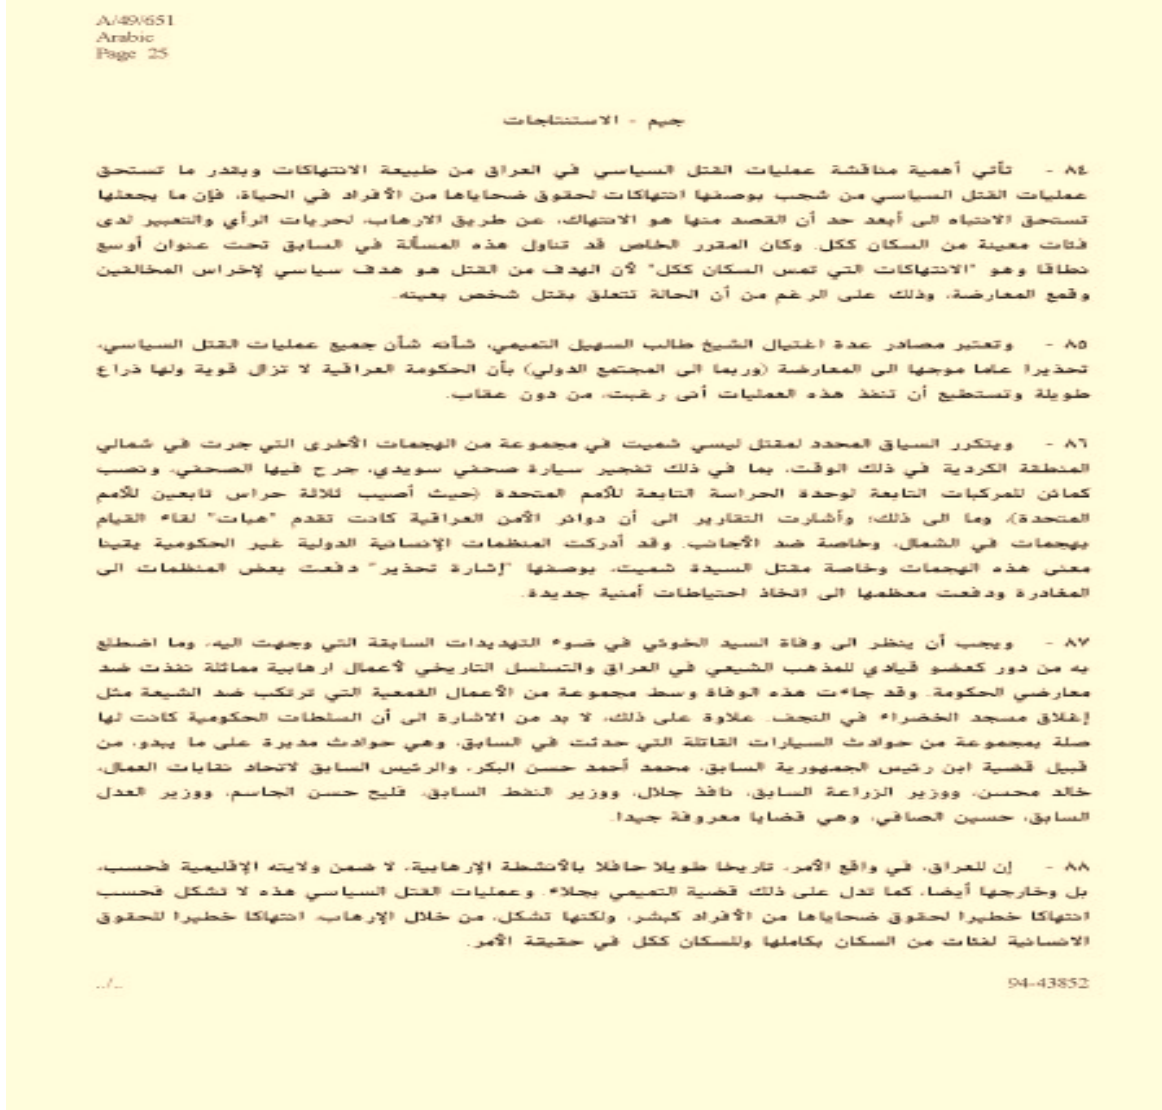 A/49/651
Arabic
Page 25
جيم - الاستنتاجات
٨٤ - تأتي أهمية مناقشة عمليات القتل السياسي في العراق من طبيعة الانتهاكات وبقدر ما تستحق
عمليات القتل السياسي من شجب بوصفها انتهاكات لحقوق ضحاياها من الأفراد في الحياة، فإن ما يجعلها
تستحق الانتباه الى أبعد حد أن القصد منها هو الانتهاك، عن طريق الارهاب، لحريات الرأي والتعبير لدى
فئات معينة من السكان ككل. وكان المقرر الخاص قد تناول هذه المسألة في السابق تحت عنوان أوسع
نطاقا وهو "الانتهاكات التي تمس السكان ككل" لأن الهدف من القتل هو هدف سياسي لإخراس المخالفين
وقمع المعارضة، وذلك على الرغم من أن الحالة تتعلق بقتل شخص بعينه.
٨٥ - وتعتبر مصادر عدة اغتيال الشيخ طالب السهيل التميمي، شأنه شأن جميع عمليات القتل السياسي،
تحذيرا عاما موجها الى المعارضة (وربما الى المجتمع الدولي) بأن الحكومة العراقية لا تزال قوية ولها ذراع
طويلة وتستطيع أن تنفذ هذه العمليات أنى رغبت، من دون عقاب.
٨٦ - ويتكرر السياق المحدد لمقتل ليسي شميت في مجموعة من الهجمات الأخرى التي جرت في شمالي
المنطقة الكردية في ذلك الوقت، بما في ذلك تفجير سيارة صحفي سويدي، جرح فيها الصحفي، ونصب
كمائن للمركبات التابعة لوحدة الحراسة التابعة للأمم المتحدة (حيث أصيب ثلاثة حراس تابعين للأمم
المتحدة)، وما الى ذلك؛ وأشارت التقارير الى أن دوائر الأمن العراقية كانت تقدم "هبات" لقاء القيام
بهجمات في الشمال، وخاصة ضد الأجانب. وقد أدركت المنظمات الإنسانية الدولية غير الحكومية يقينا
معنى هذه الهجمات وخاصة مقتل السيدة شميت، بوصفها "إشارة تحذير" دفعت بعض المنظمات الى
المغادرة ودفعت معظمها الى اتخاذ احتياطات أمنية جديدة.
٨٧ - ويجب أن ينظر الى وفاة السيد الخوئي في ضوء التهديدات السابقة التي وجهت اليه، وما اضطلع
به من دور كعضو قيادي للمذهب الشيعي في العراق والتسلسل التاريخي لأعمال ارهابية مماثلة نفذت ضد
معارضي الحكومة. وقد جاءت هذه الوفاة وسط مجموعة من الأعمال القمعية التي ترتكب ضد الشيعة مثل
إغلاق مسجد الخضراء في النجف. علاوة على ذلك، لا بد من الاشارة الى أن السلطات الحكومية كانت لها
صلة بمجموعة من حوادث السيارات القاتلة التي حدثت في السابق، وهي حوادث مدبرة على ما يبدو، من
قبيل قضية ابن رئيس الجمهورية السابق، محمد أحمد حسن البكر، والرئيس السابق لاتحاد نقابات العمال،
خالد محسن، ووزير الزراعة السابق، نافذ جلال، ووزير النفط السابق، فليح حسن الجاسم، ووزير العدل
السابق، حسين الصافي، وهي قضايا معروفة جيدا.
٨٨ - إن للعراق، في واقع الأمر، تاريخا طويلا حافلا بالأنشطة الإرهابية، لا ضمن ولايته الإقليمية فحسب،
بل وخارجها أيضا، كما تدل على ذلك قضية التميمي بجلاء. وعمليات القتل السياسي هذه لا تشكل فحسب
انتهاكا خطيرا لحقوق ضحاياها من الأفراد كبشر، ولكنها تشكل، من خلال الإرهاب، انتهاكا خطيرا للحقوق
الانسانية لفئات من السكان بكاملها وللسكان ككل في حقيقة الأمر.
94-43852
../..